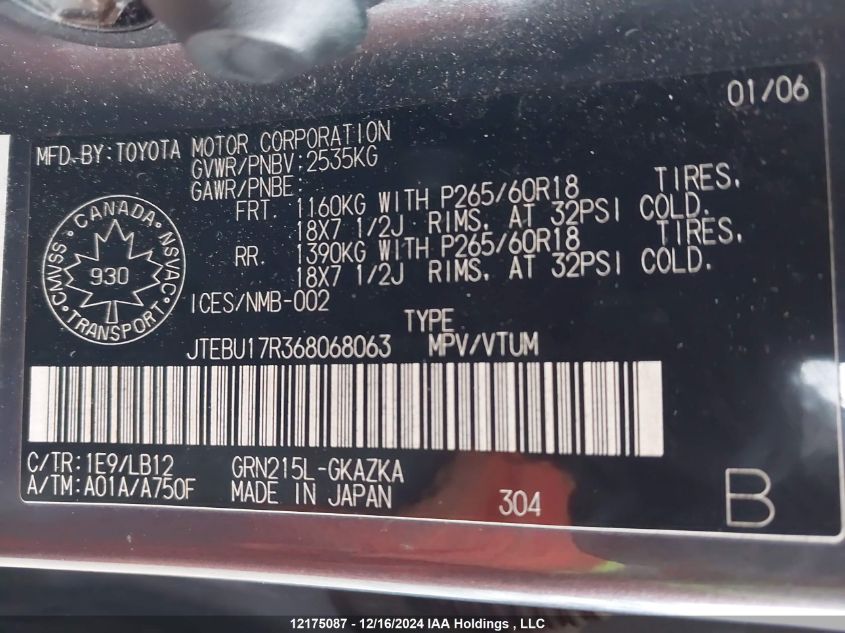 01/06
MFD-BY:TOYOTA MOTOR CORPORATION
GVWR/PNBV:2535KG
GAWR/PNBE:
FRT. 1160KG WITH P265/60R18 TIRES.
18X7 1/2J RIMS. AT 32PSI COLD.
RR. 1390KG WITH P265/60R18 TIRES.
18X7 1/2J RIMS. AT 32PSI COLD.
CANADA
CMVSS NSVAC
930
TRANSPORT
ICES/NMB-002
TYPE
JTEBU17R368068063 MPV/VTUM
C/TR:1E9/LB12 GRN215L-GKAZKA
A/TM:A01A/A750F MADE IN JAPAN 304 B
12175087 - 12/16/2024 IAA Holdings, LLC